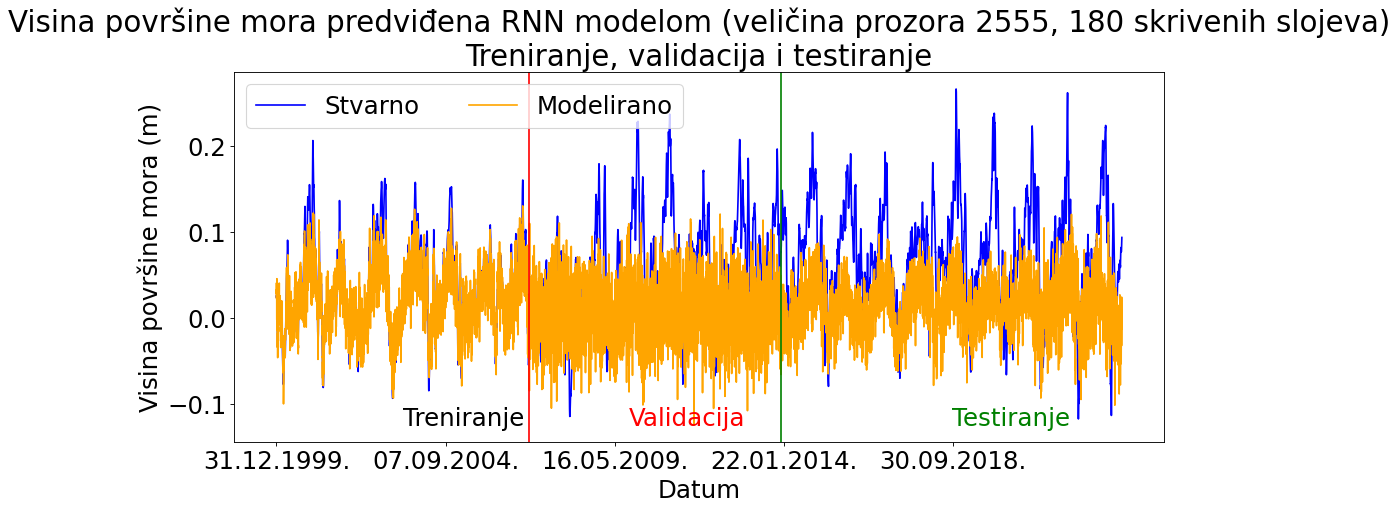 Visina površine mora predviđena RNN modelom (veličina prozora 2555, 180 skrivenih slojeva)
Treniranje, validacija i testiranje
Stvarno
Modelirano
Visina površine mora (m)
0.2
0.1
0.0
−0.1
Treniranje
Validacija
Testiranje
31.12.1999.
07.09.2004.
16.05.2009.
22.01.2014.
30.09.2018.
Datum